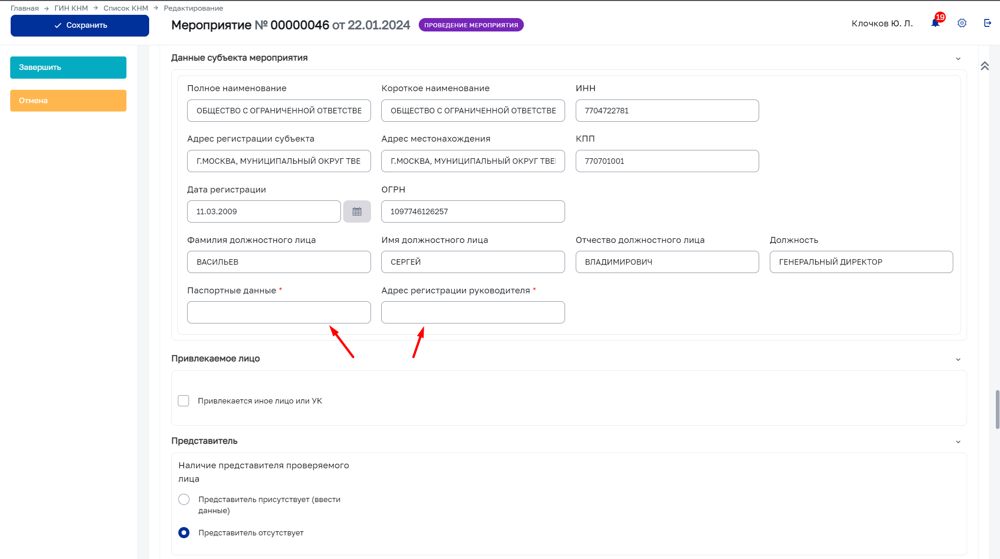 Главная → ГИН КНМ → Список КНМ → Редактирование
Сохранить
Мероприятие № 00000046 от 22.01.2024
ПРОВЕДЕНИЕ МЕРОПРИЯТИЯ
Клочков Ю. Л.
19
Завершить
Отмена
Данные субъекта мероприятия
Полное наименование
Короткое наименование
ИНН
ОБЩЕСТВО С ОГРАНИЧЕННОЙ ОТВЕТСТВЕ
ОБЩЕСТВО С ОГРАНИЧЕННОЙ ОТВЕТСТВЕ
7704722781
Адрес регистрации субъекта
Адрес местонахождения
КПП
Г.МОСКВА, МУНИЦИПАЛЬНЫЙ ОКРУГ ТВЕ
Г.МОСКВА, МУНИЦИПАЛЬНЫЙ ОКРУГ ТВЕ
770701001
Дата регистрации
ОГРН
11.03.2009
1097746126257
Фамилия должностного лица
Имя должностного лица
Отчество должностного лица
Должность
ВАСИЛЬЕВ
СЕРГЕЙ
ВЛАДИМИРОВИЧ
ГЕНЕРАЛЬНЫЙ ДИРЕКТОР
Паспортные данные *
Адрес регистрации руководителя *
Привлекаемое лицо
Привлекается иное лицо или УК
Представитель
Наличие представителя проверяемого
лица
Представитель присутствует (ввести
данные)
Представитель отсутствует